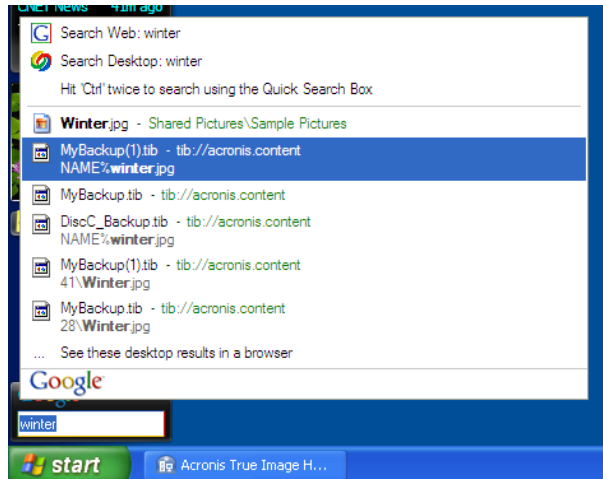 CNET News 41m ago
Search Web: winter
Search Desktop: winter
Hit 'Ctrl' twice to search using the Quick Search Box
Winter.jpg - Shared Pictures\Sample Pictures
MyBackup(1).tib - tib://acronis.content
NAME%winter.jpg
MyBackup.tib - tib://acronis.content
DiscC_Backup.tib - tib://acronis.content
NAME%winter.jpg
MyBackup(1).tib - tib://acronis.content
41\Winter.jpg
MyBackup.tib - tib://acronis.content
28\Winter.jpg
... See these desktop results in a browser
Google
winter
start Acronis True Image H...